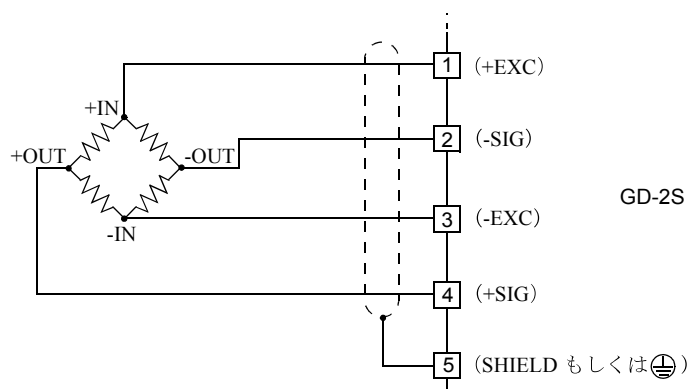 1 (+EXC)
+IN
+OUT
-OUT
2 (-SIG)
3 (-EXC)
GD-2S
-IN
4 (+SIG)
5 (SHIELD もしくは )